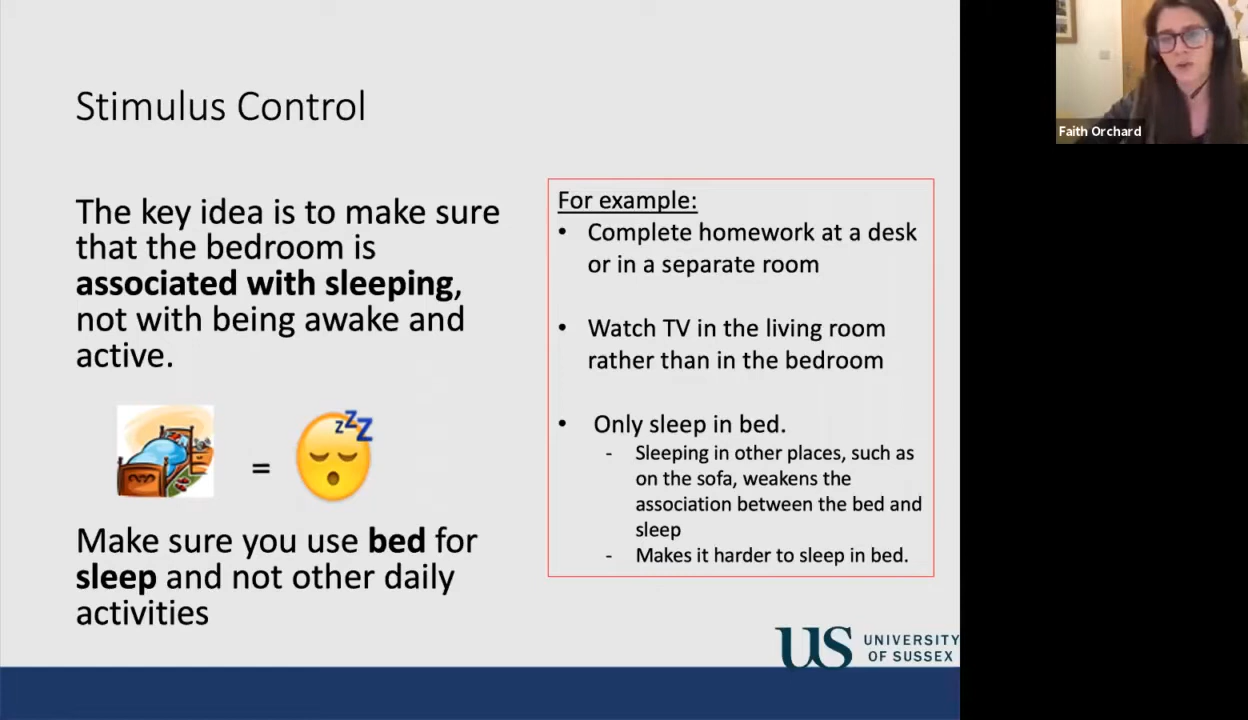 Stimulus Control
The key idea is to make sure
that the bedroom is
associated with sleeping,
not with being awake and
active.
=
zzZ
Make sure you use bed for
sleep and not other daily
activities
For example:
• Complete homework at a desk
or in a separate room
• Watch TV in the living room
rather than in the bedroom
• Only sleep in bed.
- Sleeping in other places, such as
on the sofa, weakens the
association between the bed and
sleep
- Makes it harder to sleep in bed.
US UNIVERSITY
OF SUSSEX
Faith Orchard